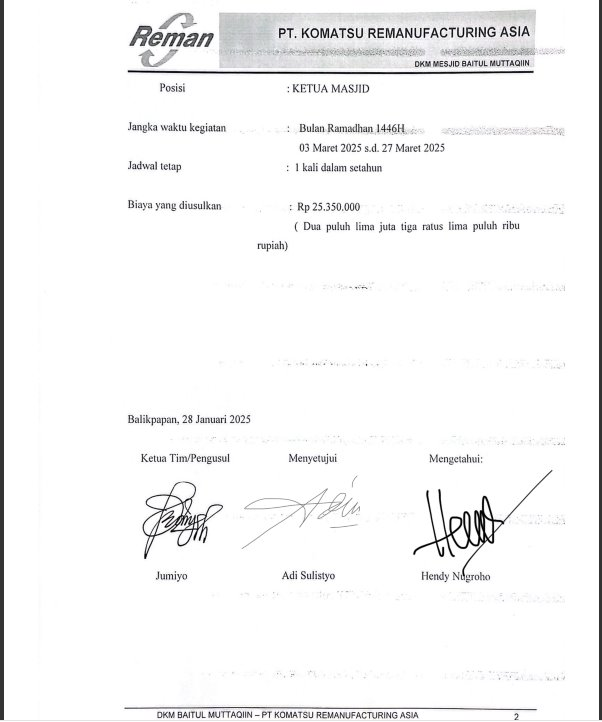 Reman
PT. KOMATSU REMANUFACTURING ASIA
DKM MESJID BAITUL MUTTAQIIN
Posisi : KETUA MASJID
Jangka waktu kegiatan : Bulan Ramadhan 1446H
03 Maret 2025 s.d. 27 Maret 2025
Jadwal tetap : 1 kali dalam setahun
Biaya yang diusulkan : Rp 25.350.000
( Dua puluh lima juta tiga ratus lima puluh ribu
rupiah)
Balikpapan, 28 Januari 2025
Ketua Tim/Pengusul Menyetujui Mengetahui:
Jumiyo Adi Sulistyo Hendy Nugroho
DKM BAITUL MUTTAQIIN – PT KOMATSU REMANUFACTURING ASIA 2